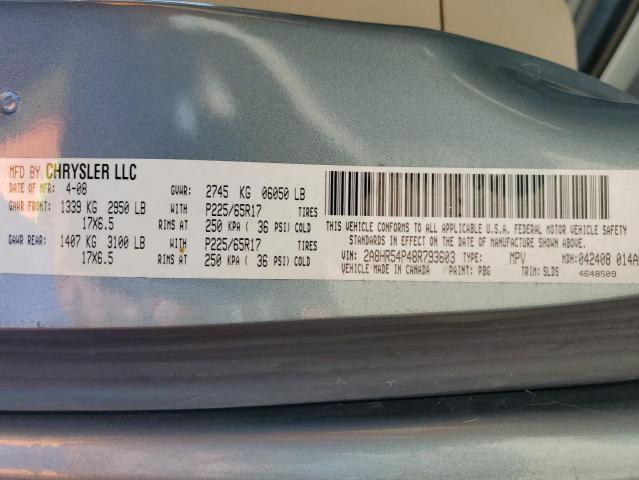 MFD BY CHRYSLER LLC
DATE OF MFR: 4-08 GVWR: 2745 KG 06050 LB
GAWR FRONT: 1339 KG 2950 LB WITH P225/65R17 TIRES
17X6.5 RIMS AT 250 KPA ( 36 PSI) COLD
GAWR REAR: 1407 KG 3100 LB WITH P225/65R17 TIRES
17X6.5 RIMS AT 250 KPA ( 36 PSI) COLD
THIS VEHICLE CONFORMS TO ALL APPLICABLE U.S.A. FEDERAL MOTOR VEHICLE SAFETY
STANDARDS IN EFFECT ON THE DATE OF MANUFACTURE SHOWN ABOVE.
VIN: 2A8HR54P48R793603 TYPE: MPV MDH: 042408 014A
VEHICLE MADE IN CANADA PAINT: PBG TRIM: SLDS
4648509